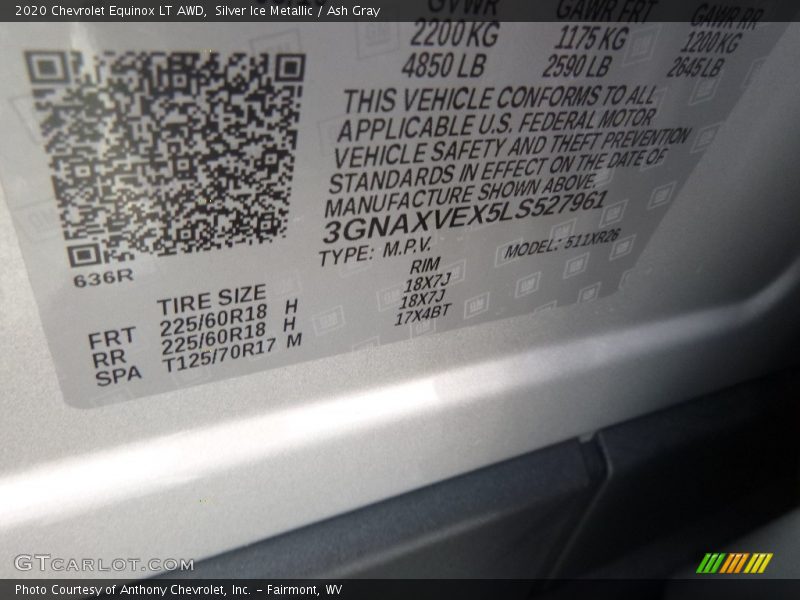 2020 Chevrolet Equinox LT AWD, Silver Ice Metallic / Ash Gray
GVWR GAWR FRT GAWR RR
2200 KG 1175 KG 1200 KG
4850 LB 2590 LB 2645 LB
THIS VEHICLE CONFORMS TO ALL
APPLICABLE U.S. FEDERAL MOTOR
VEHICLE SAFETY AND THEFT PREVENTION
STANDARDS IN EFFECT ON THE DATE OF
MANUFACTURE SHOWN ABOVE
3GNAXVEX5LS527961
TYPE: M.P.V. MODEL: 511XR26
636R
TIRE SIZE RIM
FRT 225/60R18 H 18X7J
RR 225/60R18 H 18X7J
SPA T125/70R17 M 17X4BT
GTcarlot.com
Photo Courtesy of Anthony Chevrolet, Inc. – Fairmont, WV